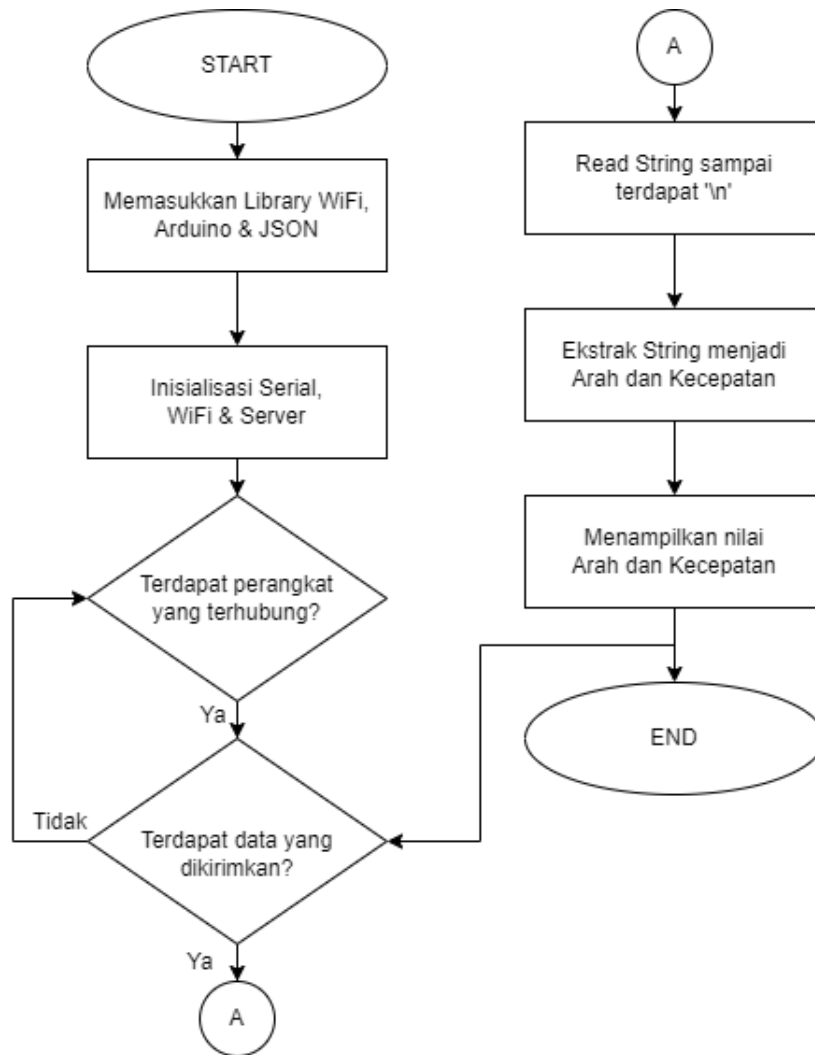 START
Memasukkan Library WiFi,
Arduino & JSON
Inisialisasi Serial,
WiFi & Server
Terdapat perangkat
yang terhubung?
Ya
Tidak
Terdapat data yang
dikirimkan?
Ya
A
A
Read String sampai
terdapat '\n'
Ekstrak String menjadi
Arah dan Kecepatan
Menampilkan nilai
Arah dan Kecepatan
END